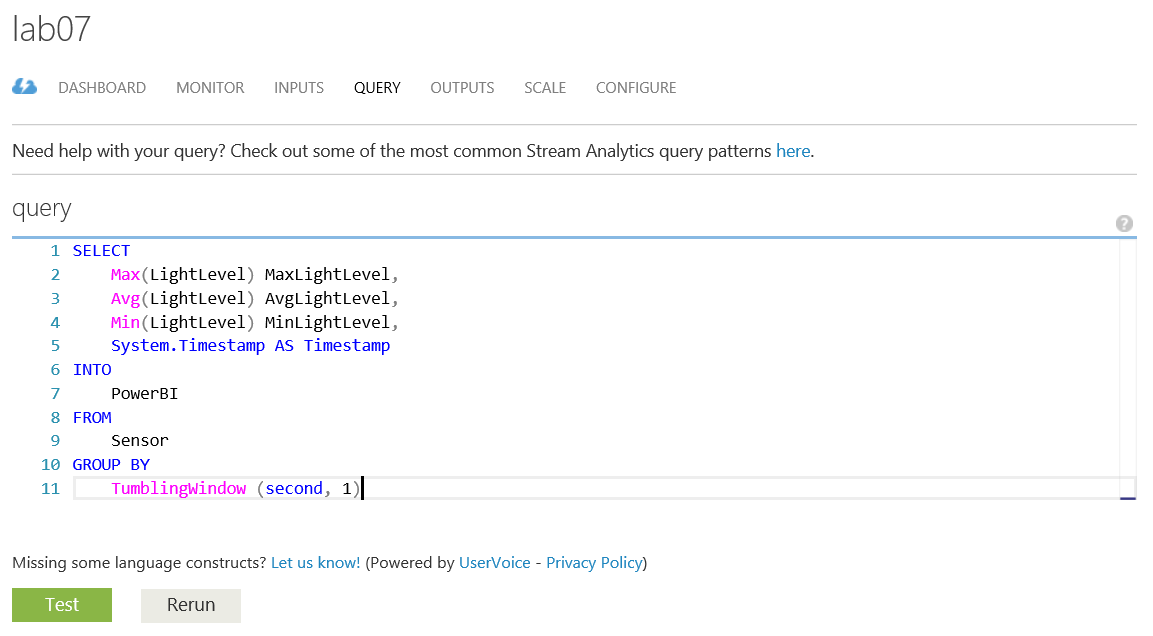 lab07
DASHBOARD MONITOR INPUTS QUERY OUTPUTS SCALE CONFIGURE
Need help with your query? Check out some of the most common Stream Analytics query patterns here.
query
?
1 SELECT
2 Max(LightLevel) MaxLightLevel,
3 Avg(LightLevel) AvgLightLevel,
4 Min(LightLevel) MinLightLevel,
5 System.Timestamp AS Timestamp
6 INTO
7 PowerBI
8 FROM
9 Sensor
10 GROUP BY
11 TumblingWindow (second, 1)
Missing some language constructs? Let us know! (Powered by UserVoice - Privacy Policy)
Test Rerun